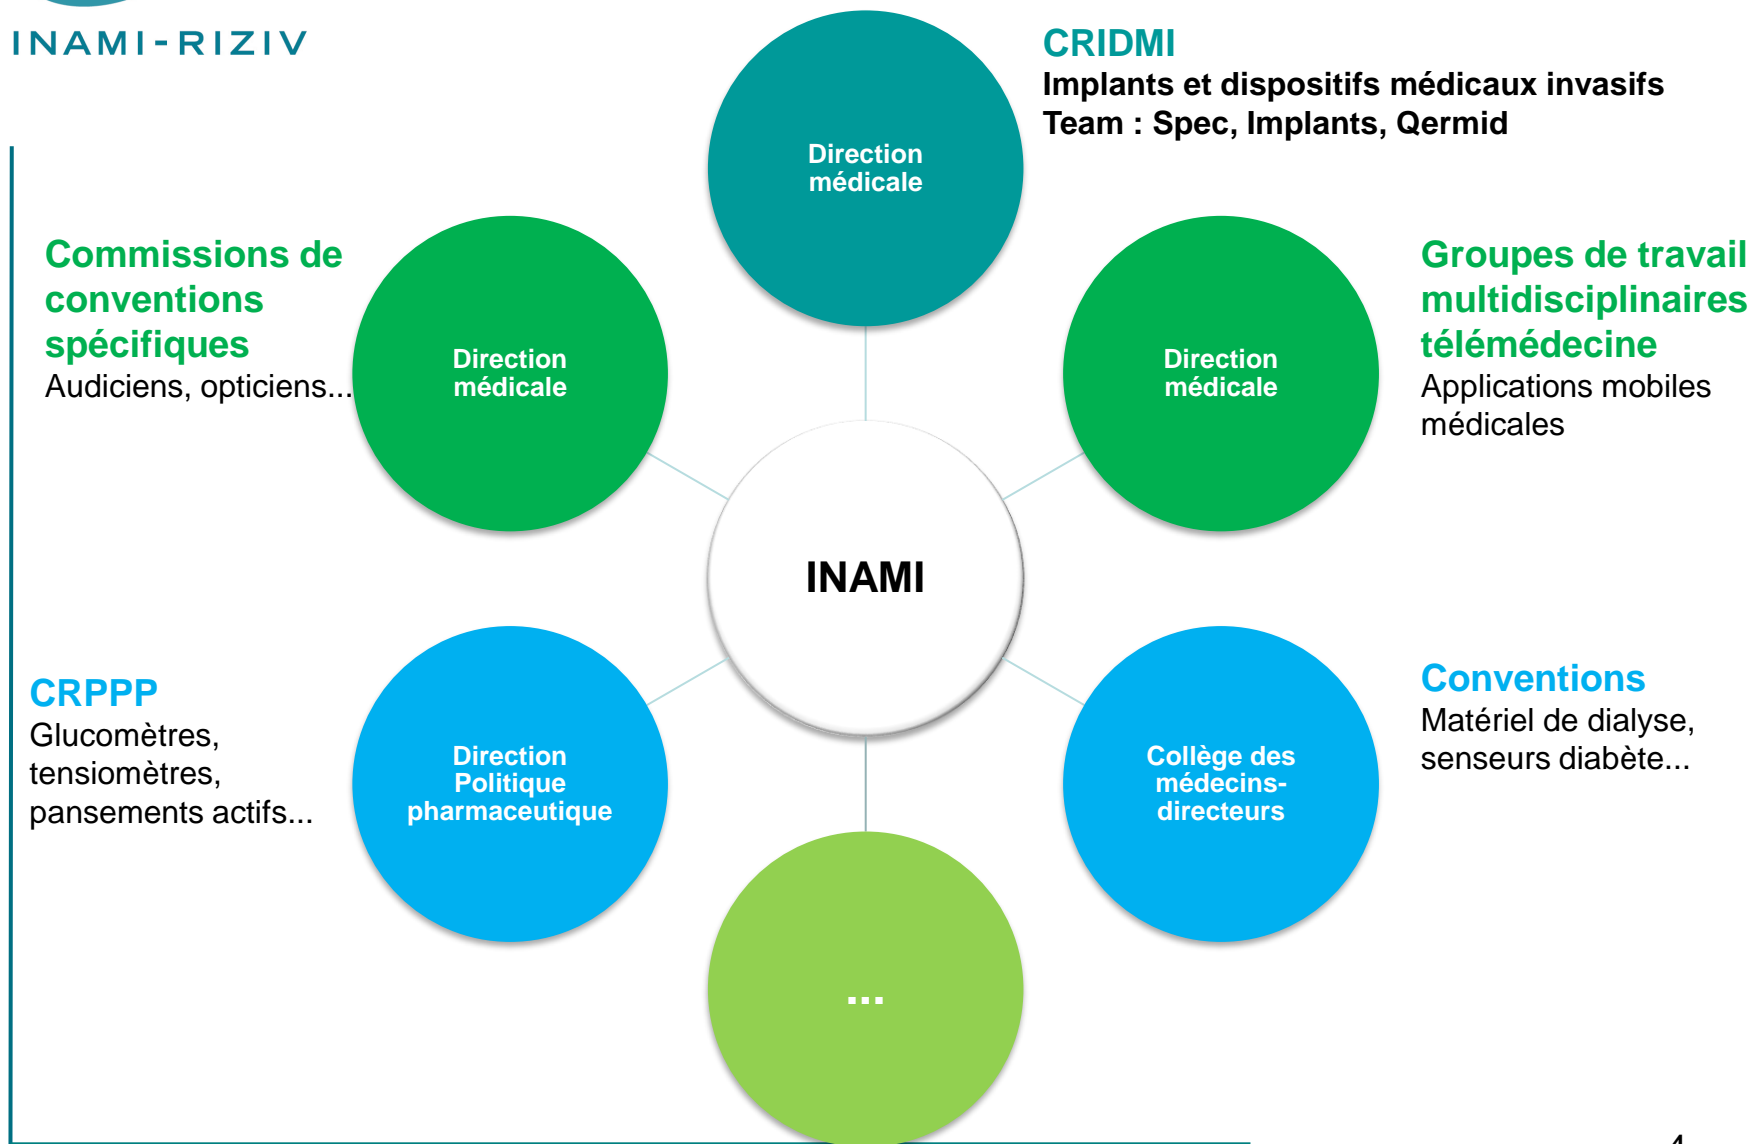 INAMI-RIZIV
CRIDMI
Implants et dispositifs médicaux invasifs
Team : Spec, Implants, Qermid
Direction
médicale
Commissions de
conventions
spécifiques
Audiciens, opticiens...
Direction
médicale
Direction
médicale
Groupes de travail
multidisciplinaires
télémédecine
Applications mobiles
médicales
INAMI
CRPPP
Glucomètres,
tensiomètres,
pansements actifs...
Direction
Politique
pharmaceutique
Collège des
médecins-
directeurs
Conventions
Matériel de dialyse,
senseurs diabète...
...
4